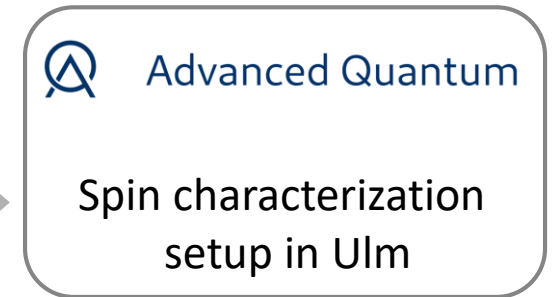 Advanced Quantum
Spin characterization
setup in Ulm